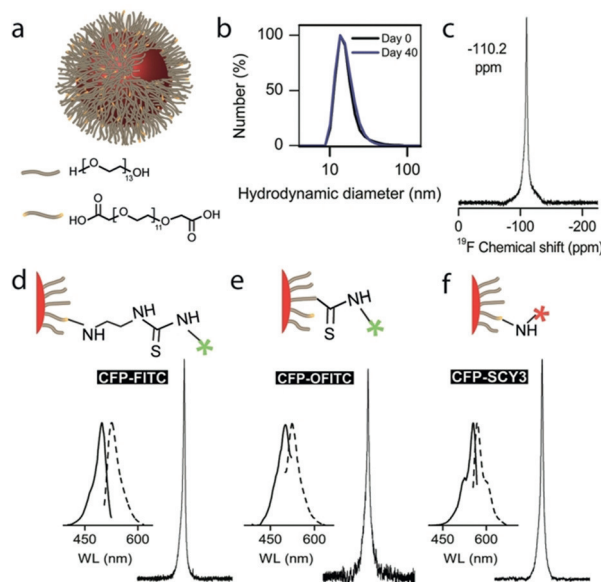 a
b
c
100
Day 0
Day 40
50
0
Number (%)
10
100
Hydrodynamic diameter (nm)
-110.2
ppm
0
-100
-200
19F Chemical shift (ppm)
H
O
13
OH
O
HO
O
11
O
O
OH
d
e
f
NH
NH
NH
S
NH
S
NH
CFP-FITC
CFP-OFITC
CFP-SCY3
450
600
WL (nm)
450
600
WL (nm)
450
600
WL (nm)